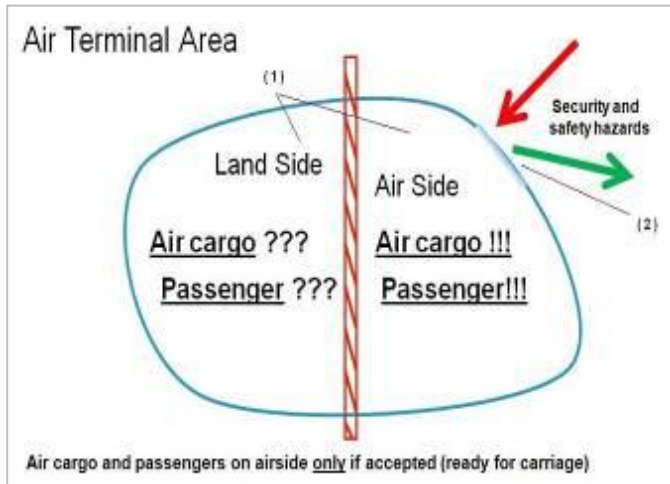 Air Terminal Area
(1)
Security and
safety hazards
Land Side
Air Side
(2)
Air cargo ???
Air cargo !!!
Passenger ???
Passenger!!!
Air cargo and passengers on airside only if accepted (ready for carriage)